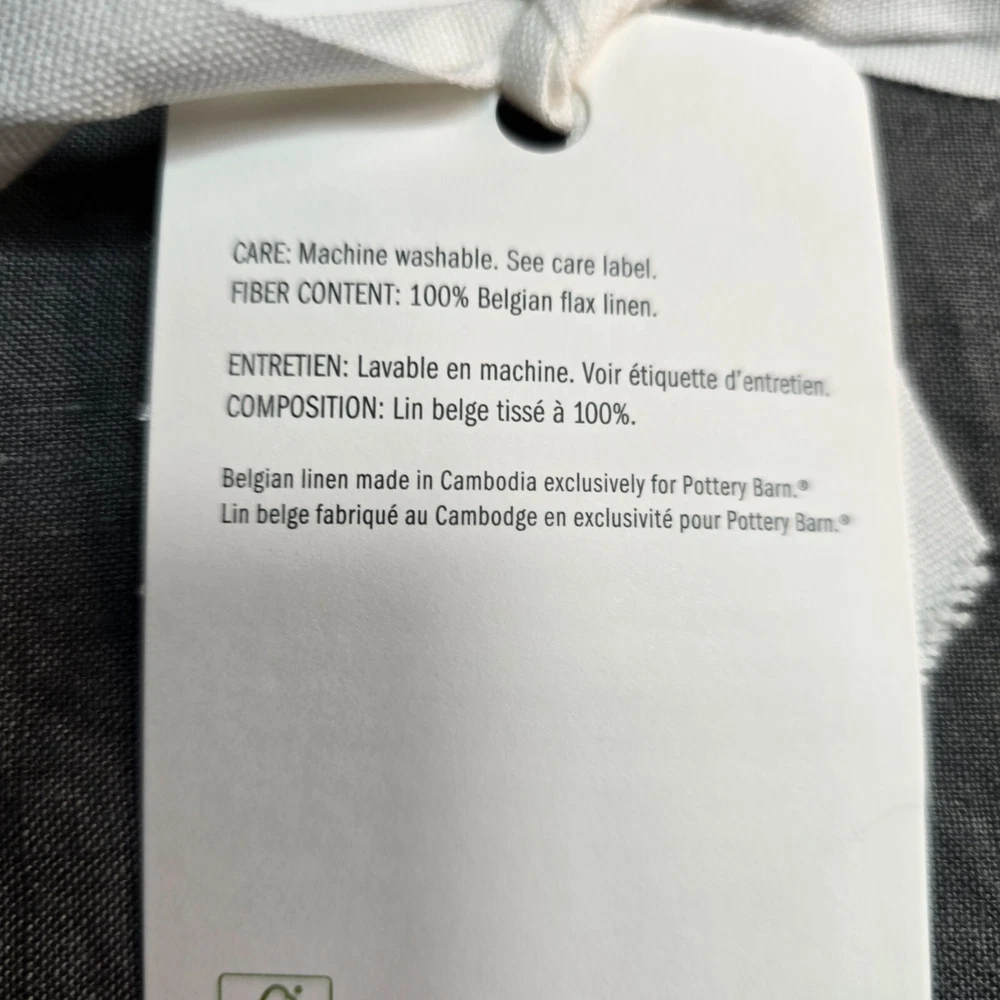 CARE: Machine washable. See care label.
FIBER CONTENT: 100% Belgian flax linen.
ENTRETIEN: Lavable en machine. Voir étiquette d'entretien.
COMPOSITION: Lin belge tissé à 100%.
Belgian linen made in Cambodia exclusively for Pottery Barn.®
Lin belge fabriqué au Cambodge en exclusivité pour Pottery Barn.®